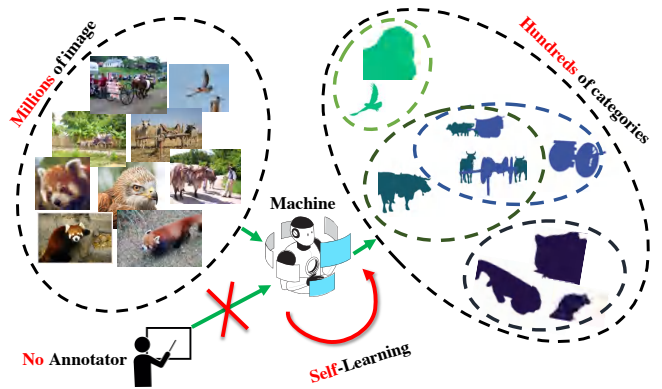 Millions of image
Hundreds of categories
Machine
No Annotator
Self-Learning